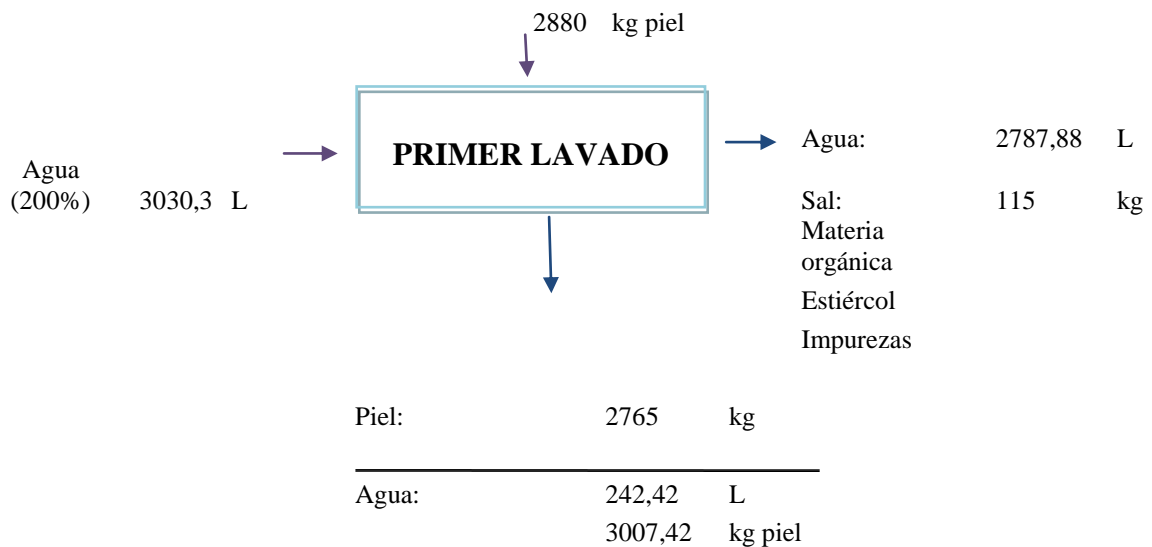 2880 kg piel
PRIMER LAVADO
Agua
(200%) 3030,3 L
Agua: 2787,88 L
Sal: 115 kg
Materia
orgánica
Estiércol
Impurezas
Piel: 2765 kg
Agua: 242,42 L
3007,42 kg piel